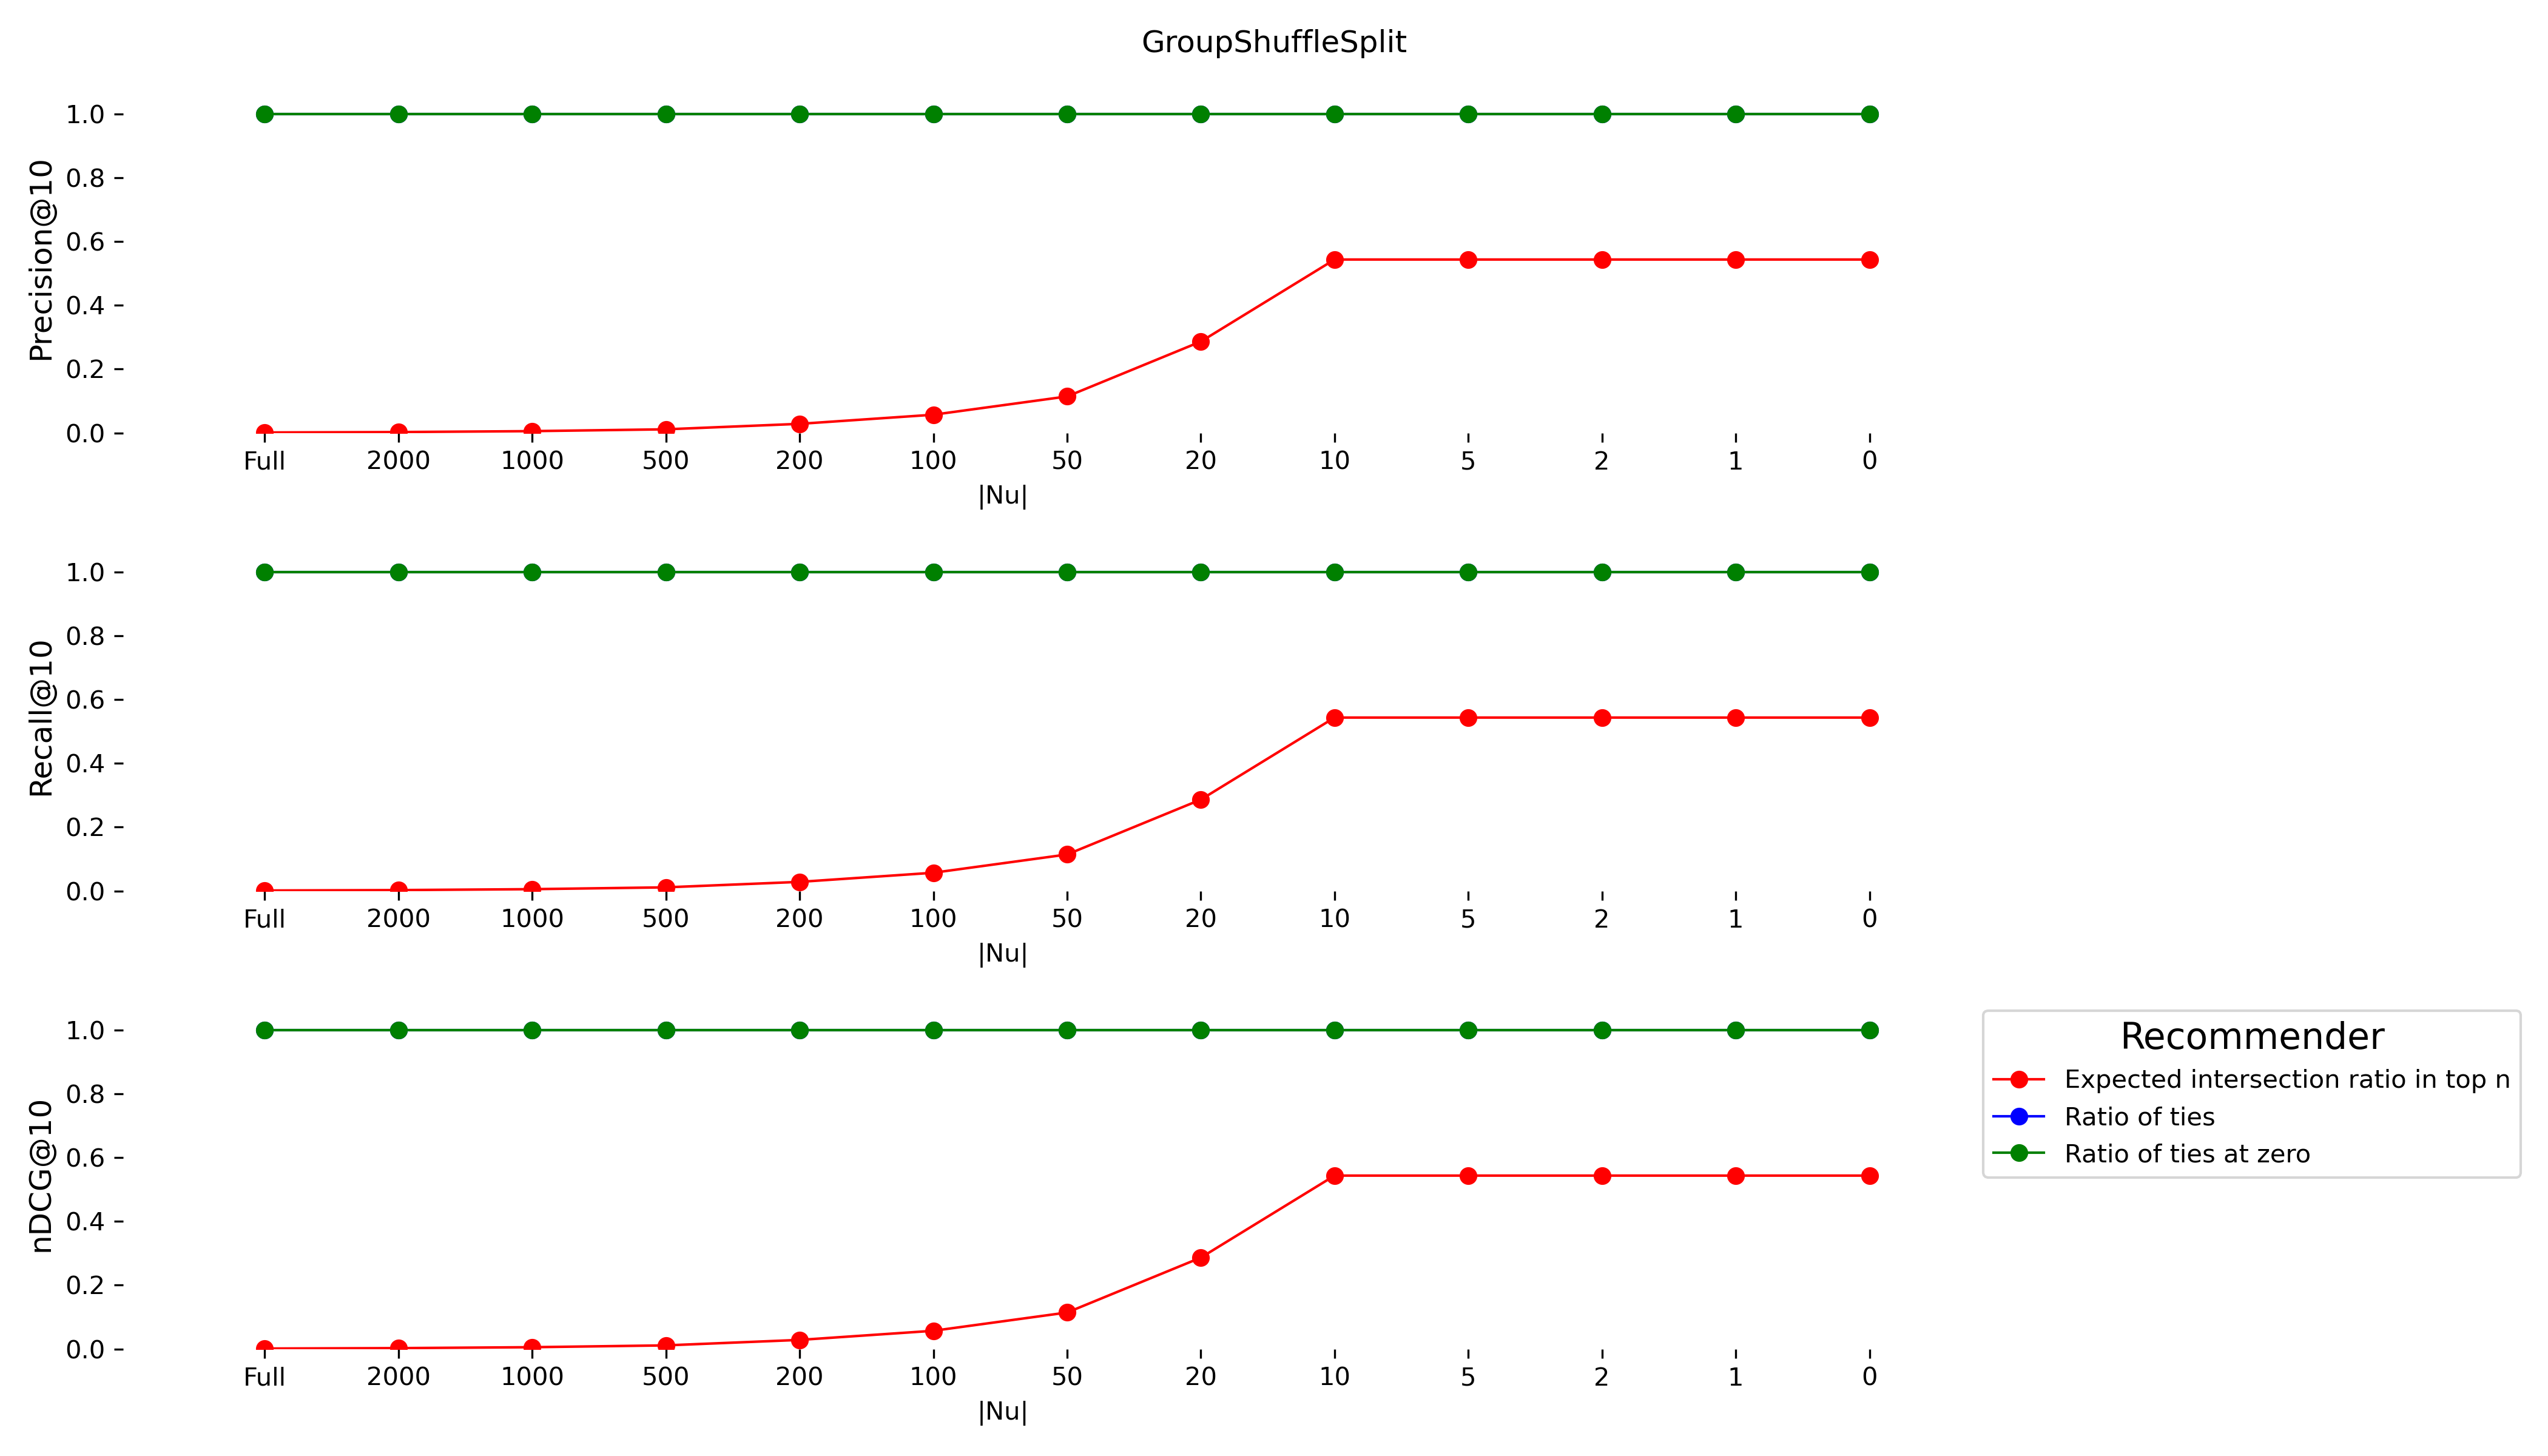 GroupShuffleSplit
Precision@10
1.0
0.8
0.6
0.4
0.2
0.0
Full 2000 1000 500 200 100 50 20 10 5 2 1 0
|Nu|
Recall@10
1.0
0.8
0.6
0.4
0.2
0.0
Full 2000 1000 500 200 100 50 20 10 5 2 1 0
|Nu|
nDCG@10
1.0
0.8
0.6
0.4
0.2
0.0
Full 2000 1000 500 200 100 50 20 10 5 2 1 0
|Nu|
Recommender
Expected intersection ratio in top n
Ratio of ties
Ratio of ties at zero